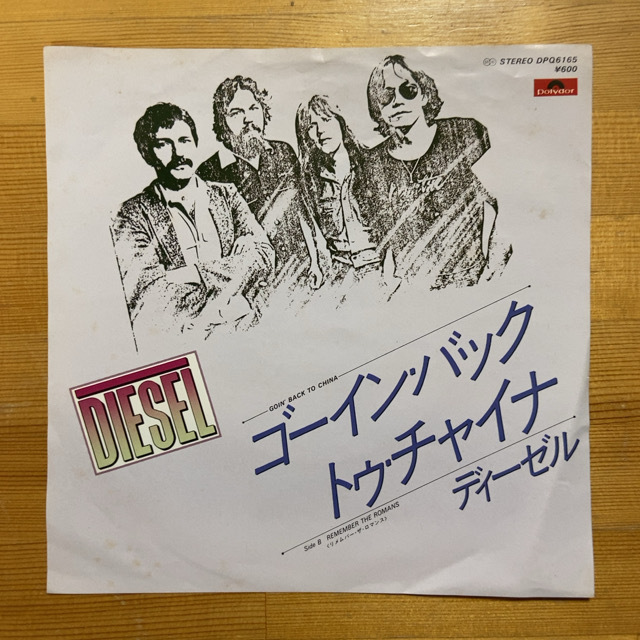 STEREO DPQ6165
¥600
Polydor
DIESEL
GOIN' BACK TO CHINA
ゴーイン・バック
トゥ・チャイナ
ディーゼル
Side B REMEMBER THE ROMANS
(リメムバー・ザ・ロマンス)